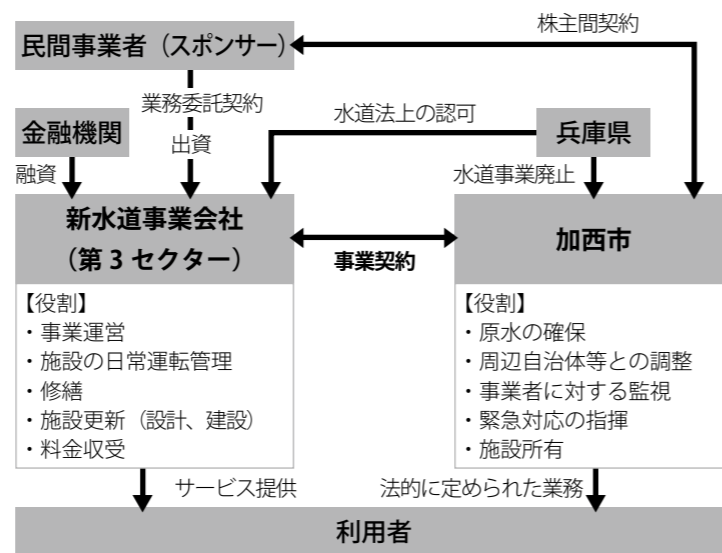 株主間契約
民間事業者（スポンサー）
業務委託契約
水道法上の認可
金融機関
兵庫県
出資
融資
水道事業廃止
新水道事業会社
（第3セクター）
加西市
事業契約
【役割】
・事業運営
・施設の日常運転管理
・修繕
・施設更新（設計、建設）
・料金収受
【役割】
・原水の確保
・周辺自治体等との調整
・事業者に対する監視
・緊急対応の指揮
・施設所有
サービス提供
法的に定められた業務
利用者